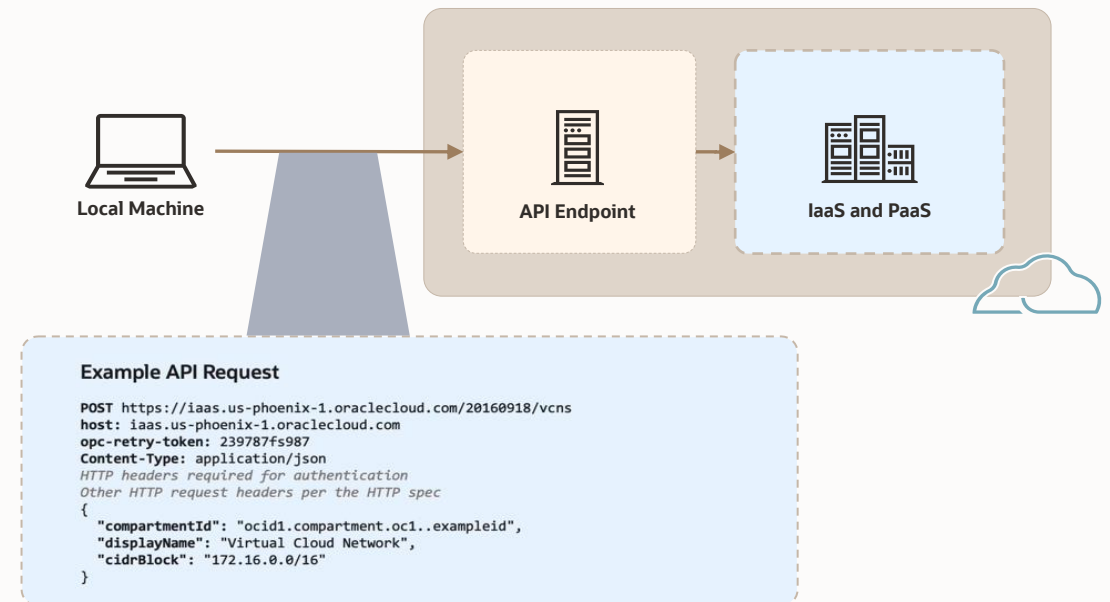 Local Machine
API Endpoint
IaaS and PaaS
Example API Request
POST https://iaas.us-phoenix-1.oraclecloud.com/20160918/vcns
host: iaas.us-phoenix-1.oraclecloud.com
opc-retry-token: 239787fs987
Content-Type: application/json
HTTP headers required for authentication
Other HTTP request headers per the HTTP spec
{
  "compartmentId": "ocid1.compartment.oc1..exampleid",
  "displayName": "Virtual Cloud Network",
  "cidrBlock": "172.16.0.0/16"
}